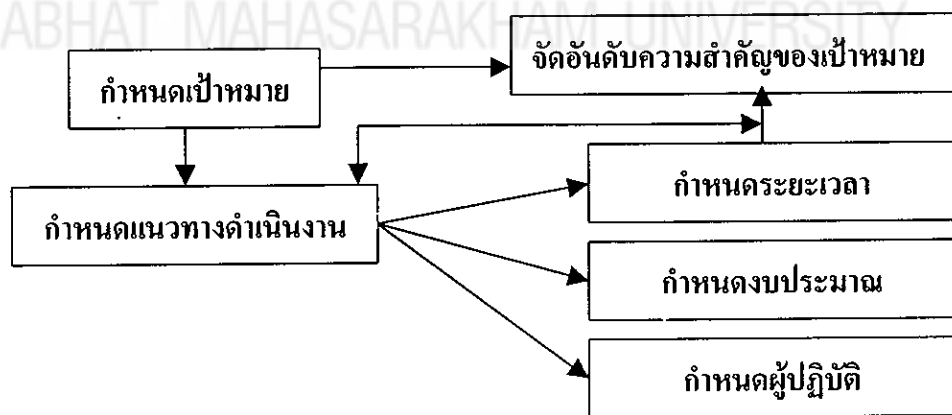 ABHAT MAHASARAKHAM UNIVERSITY
จัดอันดับความสำคัญของเป้าหมาย
กำหนดเป้าหมาย
กำหนดระยะเวลา
กำหนดแนวทางดำเนินงาน
กำหนดงบประมาณ
กำหนดผู้ปฏิบัติ